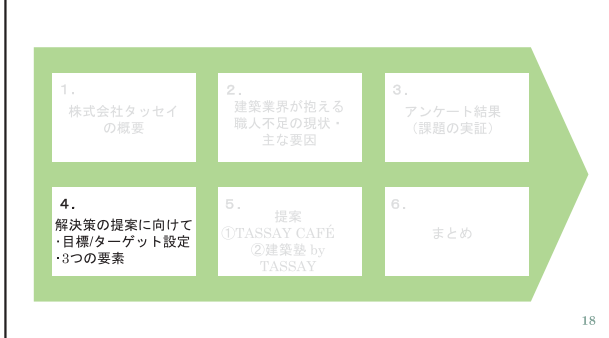 1.
株式会社タッセイ
の概要
2.
建築業界が抱える
職人不足の現状・
主な要因
3.
アンケート結果
（課題の実証）
4.
解決策の提案に向けて
・目標/ターゲット設定
・3つの要素
5.
提案
①TASSAY CAFÉ
②建築塾 by
TASSAY
6.
まとめ
18